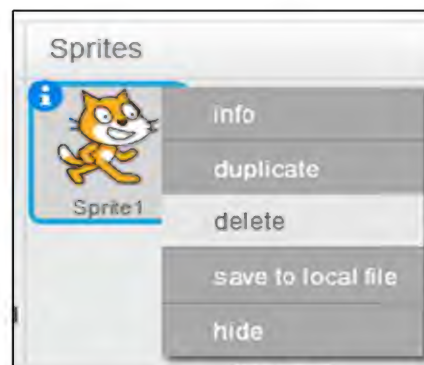 Sprites
i
Sprite1
info
duplicate
delete
save to local file
hide